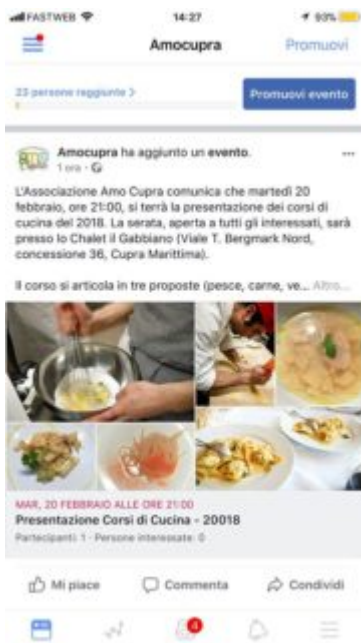 FASTWEB 14:27 93%
Amocupra Promuovi
23 persone raggiunte >
Promuovi evento
Amocupra ha aggiunto un evento.
1 ora ·
L'Associazione Amo Cupra comunica che martedì 20
febbraio, ore 21:00, si terrà la presentazione dei corsi di
cucina del 2018. La serata, aperta a tutti gli interessati, sarà
presso lo Chalet il Gabbiano (Viale T. Bergmark Nord,
concessione 36, Cupra Marittima).
Il corso si articola in tre proposte (pesce, carne, ve... Altro...
MAR, 20 FEBBRAIO ALLE ORE 21:00
Presentazione Corsi di Cucina - 20018
Partecipanti: 1 · Persone interessate: 0
Mi piace Commenta Condividi
4